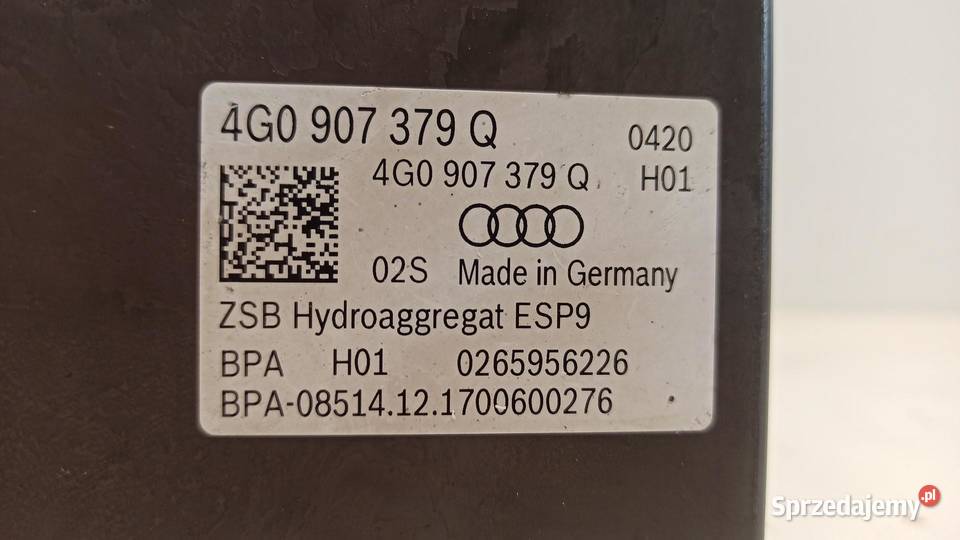 4G0 907 379 Q 0420
4G0 907 379 Q H01
02S Made in Germany
ZSB Hydroaggregat ESP9
BPA H01 0265956226
BPA-08514.12.1700600276
Sprzedajemy.pl